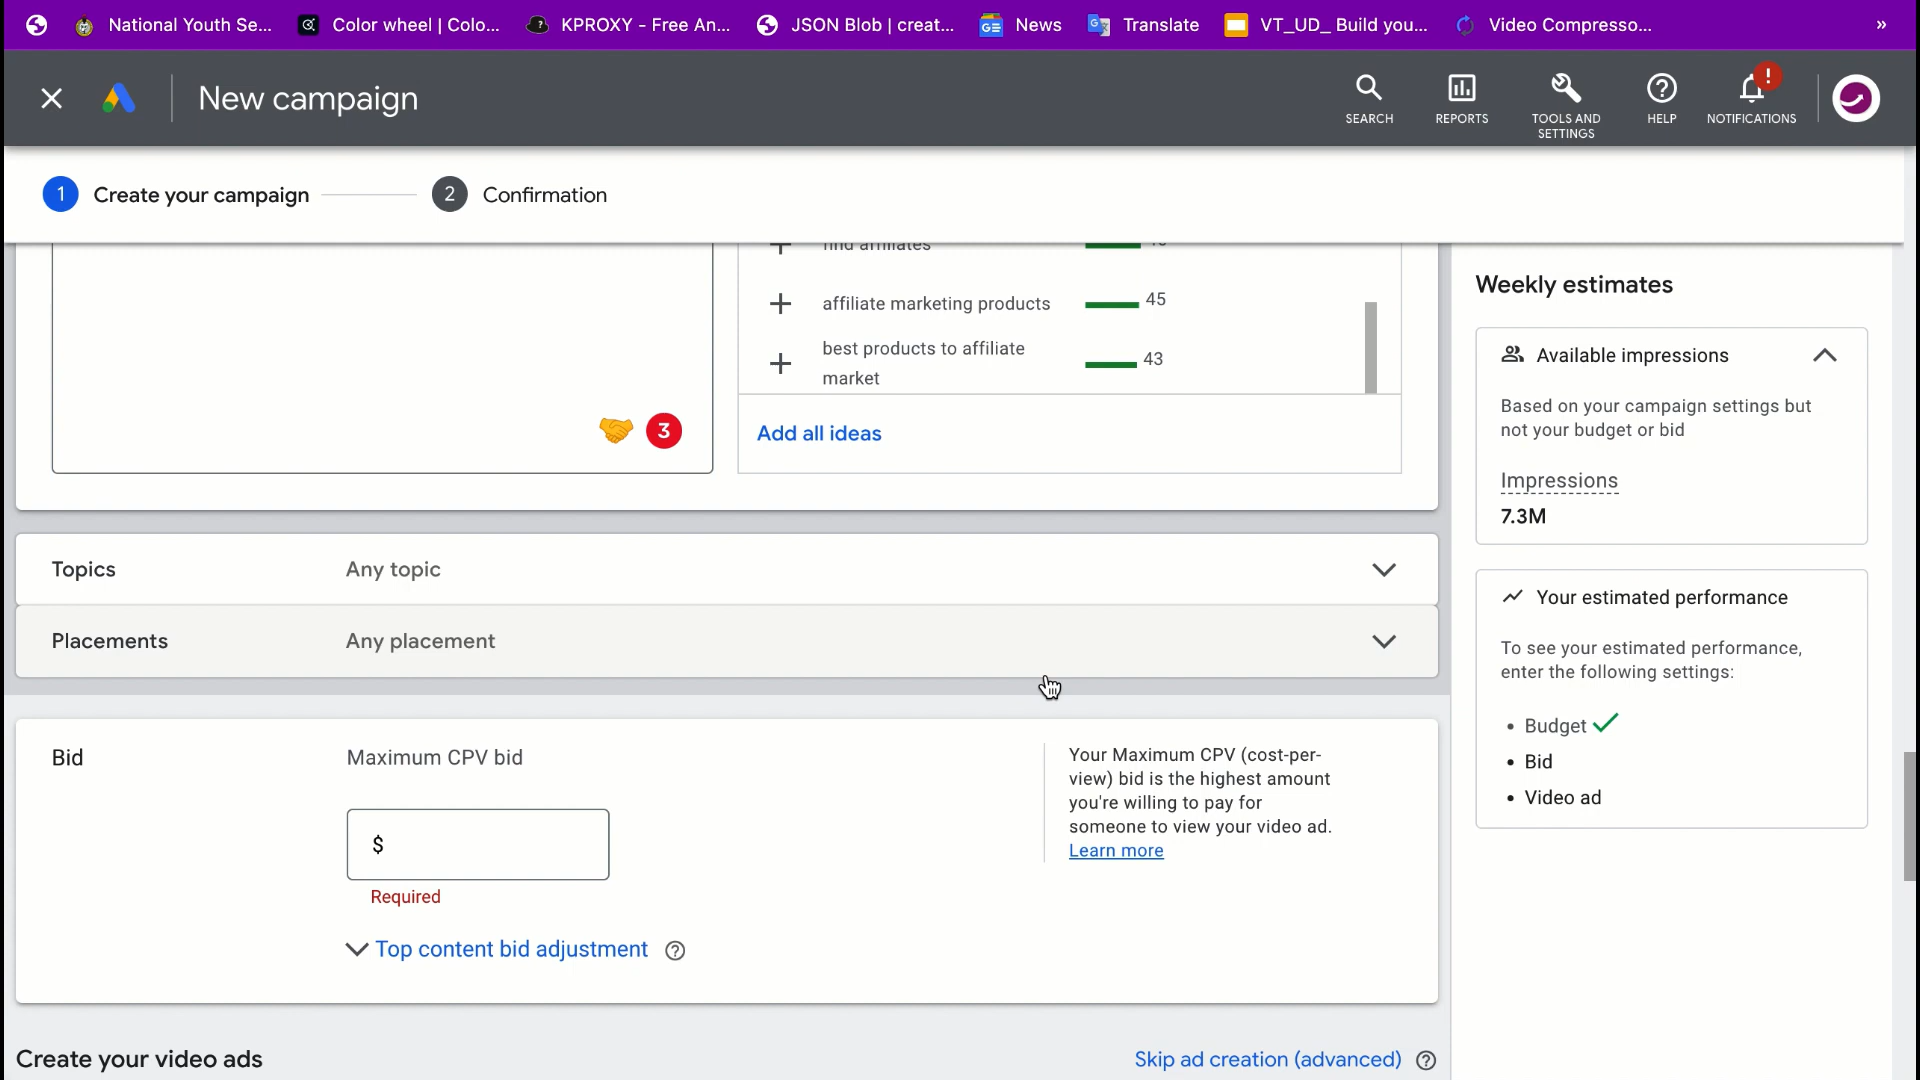 National Youth Se...
Color wheel | Colo...
KPROXY - Free An...
JSON Blob | creat...
News
Translate
VT_UD_ Build you...
Video Compresso...
»
New campaign
SEARCH
REPORTS
TOOLS AND
SETTINGS
HELP
!
NOTIFICATIONS
1 Create your campaign
2 Confirmation
find affiliates
affiliate marketing products 45
best products to affiliate
market
43
3
Add all ideas
Topics Any topic
Placements Any placement
Bid Maximum CPV bid
$
Required
Top content bid adjustment
Your Maximum CPV (cost-per-
view) bid is the highest amount
you're willing to pay for
someone to view your video ad.
Learn more
Create your video ads
Skip ad creation (advanced)
Weekly estimates
Available impressions
Based on your campaign settings but
not your budget or bid
Impressions
7.3M
Your estimated performance
To see your estimated performance,
enter the following settings:
• Budget
• Bid
• Video ad